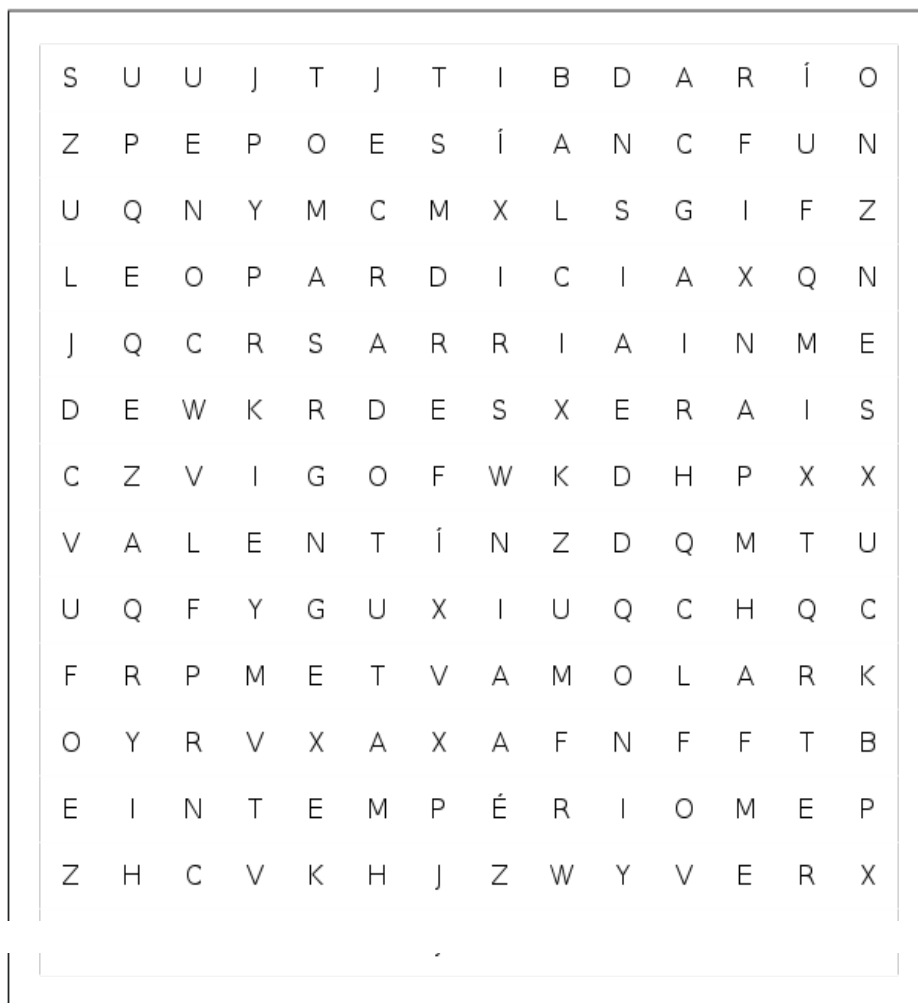 S U U J T J T I B D A R Í O
Z P E P O E S Í A N C F U N
U Q N Y M C M X L S G I F Z
L E O P A R D I C I A X Q N
J Q C R S A R R I A I N M E
D E W K R D E S X E R A I S
C Z V I G O F W K D H P X X
V A L E N T Í N Z D Q M T U
U Q F Y G U X I U Q C H Q C
F R P M E T V A M O L A R K
O Y R V X A X A F N F F T B
E I N T E M P É R I O M E P
Z H C V K H J Z W Y V E R X